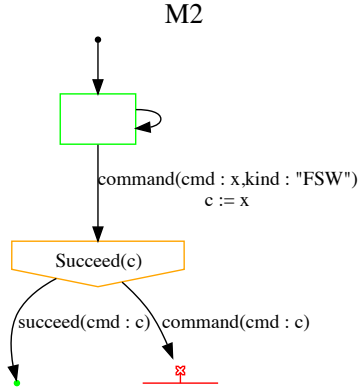 M2
command(cmd : x,kind : "FSW")
c := x
Succeed(c)
succeed(cmd : c)
command(cmd : c)